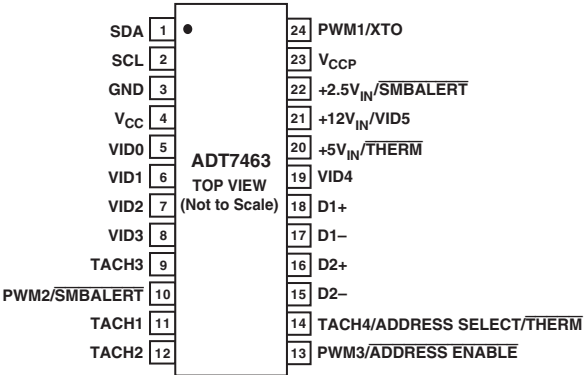 SDA 1 24 PWM1/XTO
SCL 2 23 VCCP
GND 3 22 +2.5VIN/SMBALERT
VCC 4 21 +12VIN/VID5
VID0 5 20 +5VIN/THERM
VID1 6 ADT7463 19 VID4
VID2 7 TOP VIEW 18 D1+
(Not to Scale)
VID3 8 17 D1–
TACH3 9 16 D2+
PWM2/SMBALERT 10 15 D2–
TACH1 11 14 TACH4/ADDRESS SELECT/THERM
TACH2 12 13 PWM3/ADDRESS ENABLE